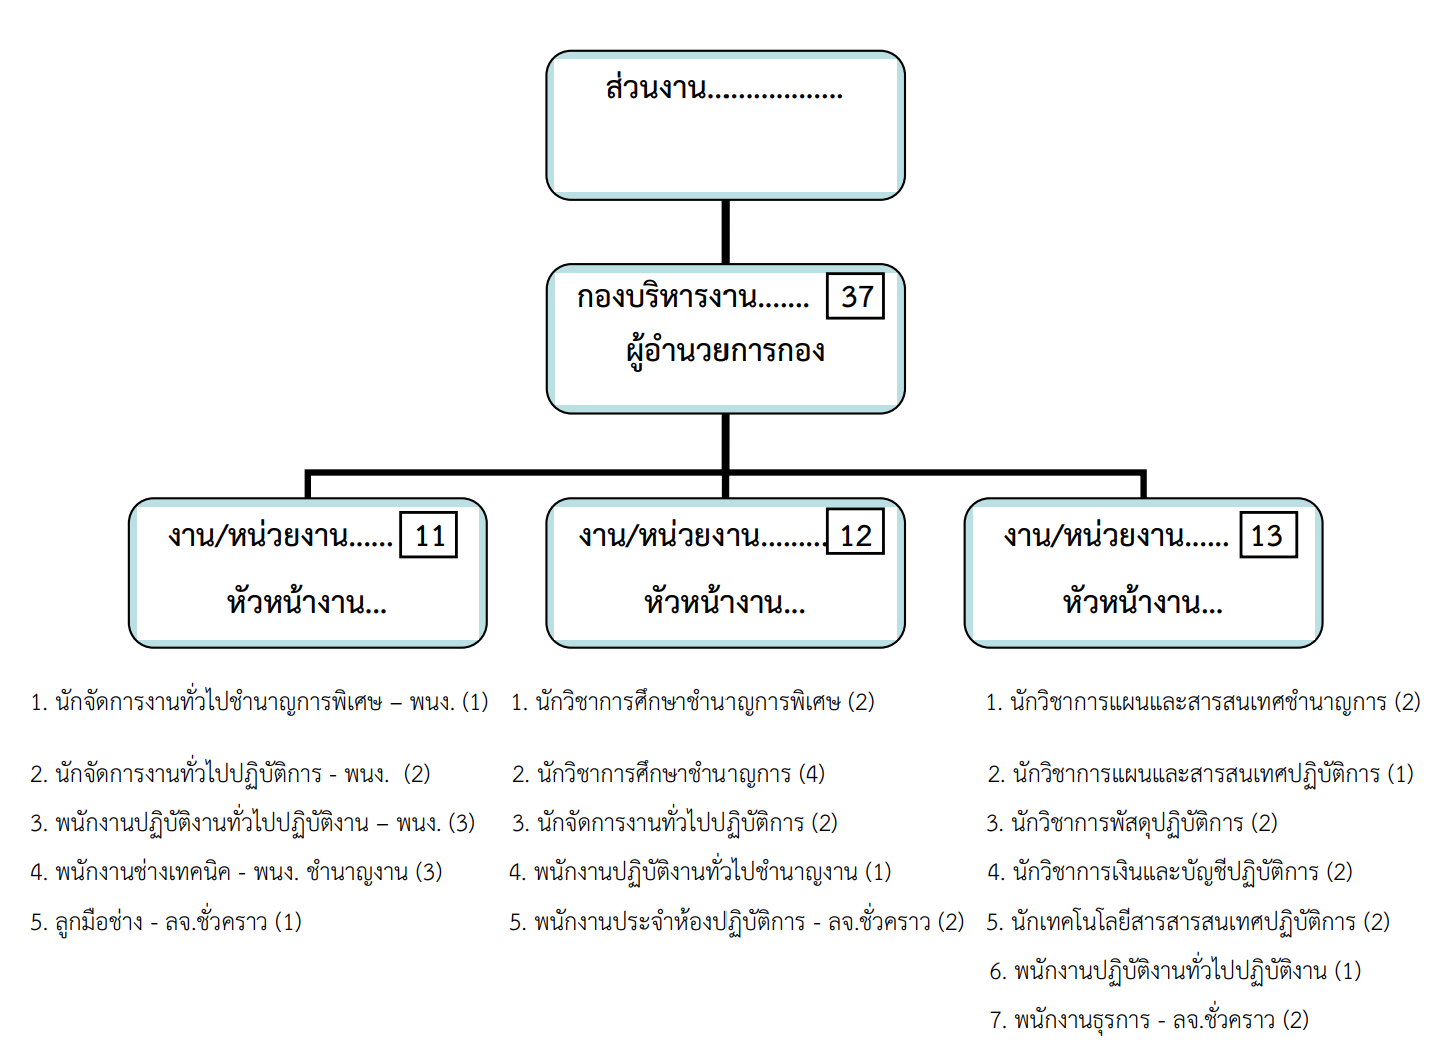 ส่วนงาน..................
กองบริหารงาน....... 37
ผู้อำนวยการกอง
งาน/หน่วยงาน...... 11
หัวหน้างาน...
งาน/หน่วยงาน......... 12
หัวหน้างาน...
งาน/หน่วยงาน...... 13
หัวหน้างาน...
1. นักจัดการงานทั่วไปชำนาญการพิเศษ – พนง. (1)
2. นักจัดการงานทั่วไปปฏิบัติการ - พนง. (2)
3. พนักงานปฏิบัติงานทั่วไปปฏิบัติงาน – พนง. (3)
4. พนักงานช่างเทคนิค - พนง. ชำนาญงาน (3)
5. ลูกมือช่าง - ลจ.ชั่วคราว (1)
1. นักวิชาการศึกษาชำนาญการพิเศษ (2)
2. นักวิชาการศึกษาชำนาญการ (4)
3. นักจัดการงานทั่วไปปฏิบัติการ (2)
4. พนักงานปฏิบัติงานทั่วไปชำนาญงาน (1)
5. พนักงานประจำห้องปฏิบัติการ - ลจ.ชั่วคราว (2)
1. นักวิชาการแผนและสารสนเทศชำนาญการ (2)
2. นักวิชาการแผนและสารสนเทศปฏิบัติการ (1)
3. นักวิชาการพัสดุปฏิบัติการ (2)
4. นักวิชาการเงินและบัญชีปฏิบัติการ (2)
5. นักเทคโนโลยีสารสารสนเทศปฏิบัติการ (2)
6. พนักงานปฏิบัติงานทั่วไปปฏิบัติงาน (1)
7. พนักงานธุรการ - ลจ.ชั่วคราว (2)